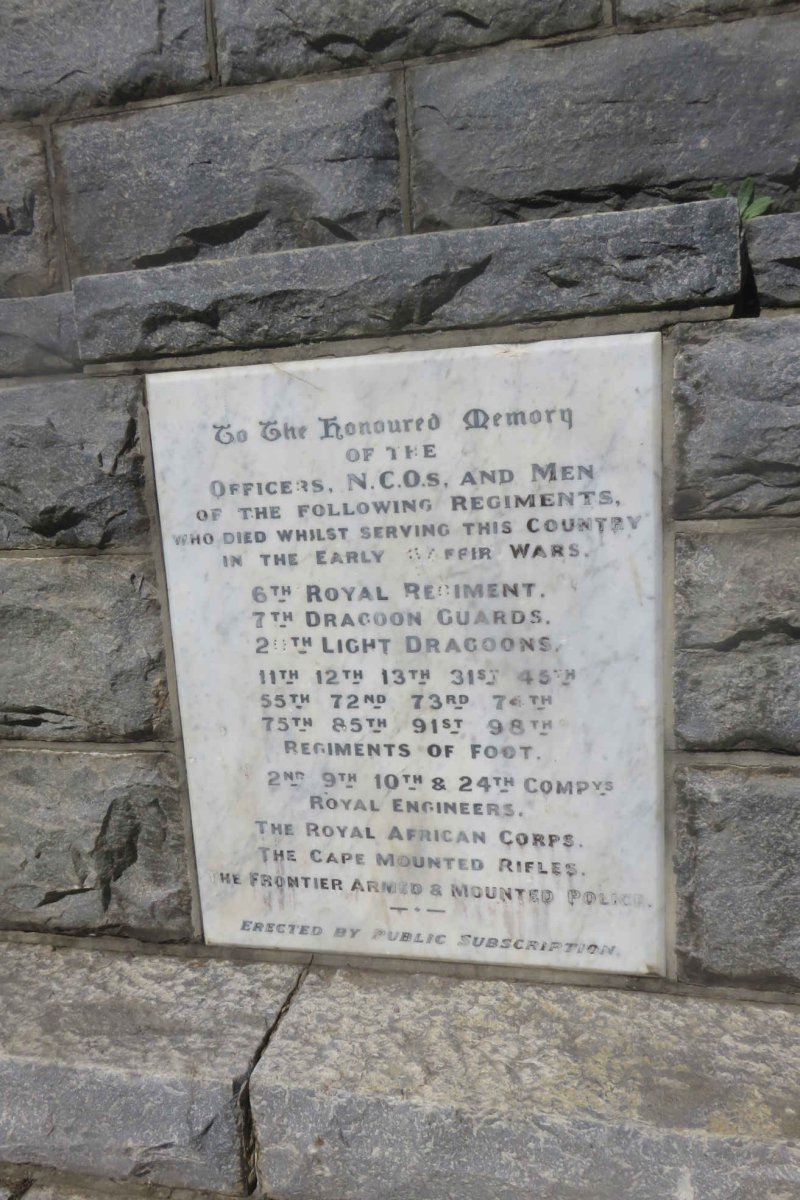 To The Honoured Memory
OF THE
OFFICERS, N.C.O.S, AND MEN
OF THE FOLLOWING REGIMENTS,
WHO DIED WHILST SERVING THIS COUNTRY
IN THE EARLY WARS.
6TH ROYAL REGIMENT.
7TH DRAGOON GUARDS.
LIGHT DRAGOONS.
11TH 12TH 13TH 31ST 45TH
55TH 72ND 73RD 74TH
75TH 85TH 91ST 98TH
REGIMENTS OF FOOT.
2ND 9TH 10TH & 24TH COMPYS
ROYAL ENGINEERS.
THE ROYAL AFRICAN CORPS.
THE CAPE MOUNTED RIFLES.
THE FRONTIER ARMED & MOUNTED POLICE.
ERECTED BY PUBLIC SUBSCRIPTION.